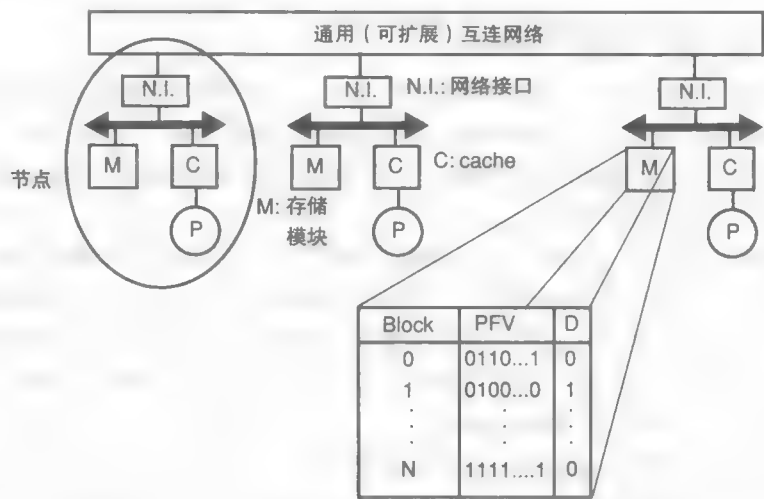 通用（可扩展）互连网络
N.I.
N.I.
N.I.: 网络接口
N.I.
节点
M
C
M
C
C: cache
M
C
P
M: 存储
模块
P
P
Block PFV D
0 0110...1 0
1 0100...0 1
. . .
. . .
. . .
N 1111....1 0